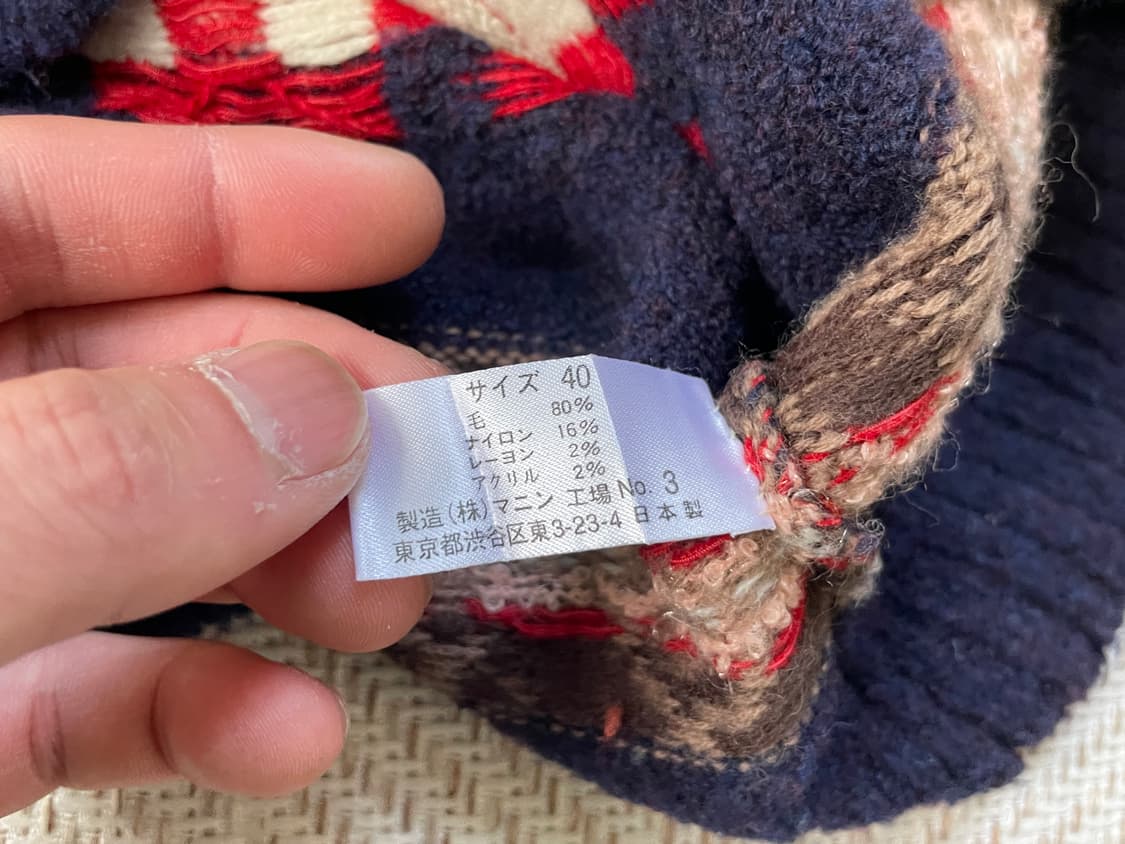 サイズ 40
毛 80%
ナイロン 16%
レーヨン 2%
アクリル 2%
製造(株)マニン 工場No. 3
東京都渋谷区東3-23-4 日本製